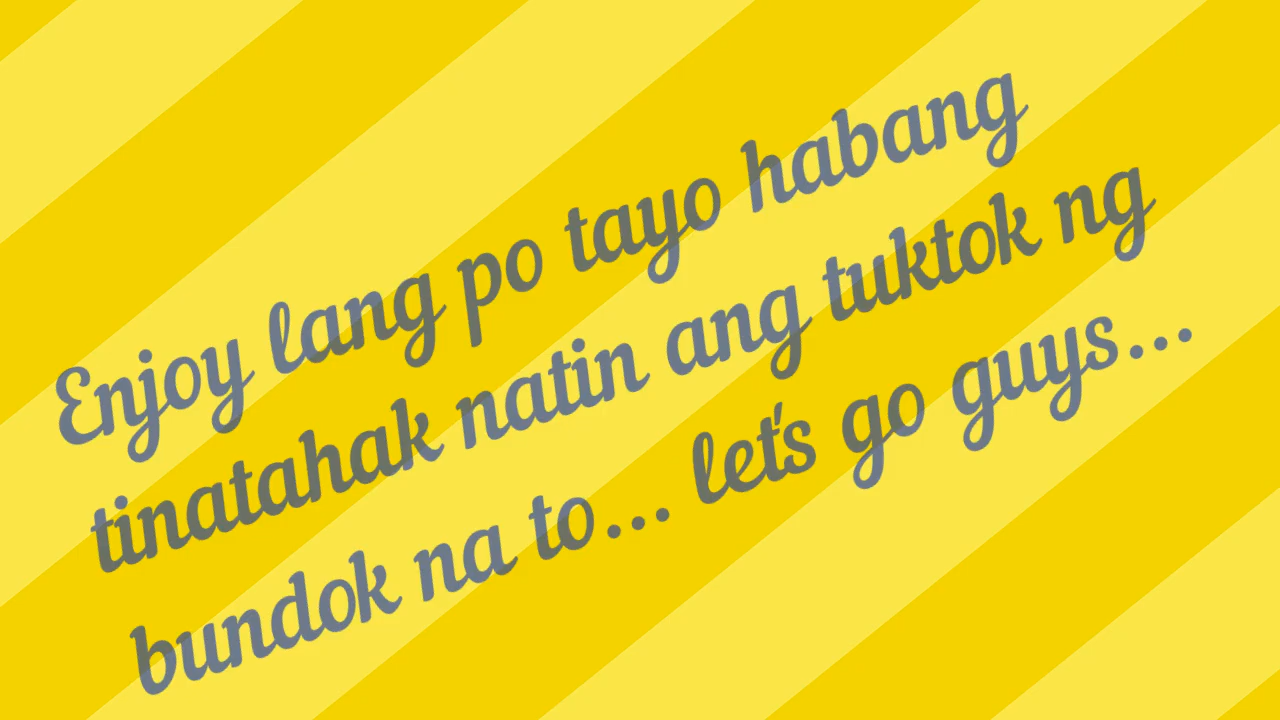 Enjoy lang po tayo habang
tinatahak natin ang tuktok ng
bundok na to... let's go guys...